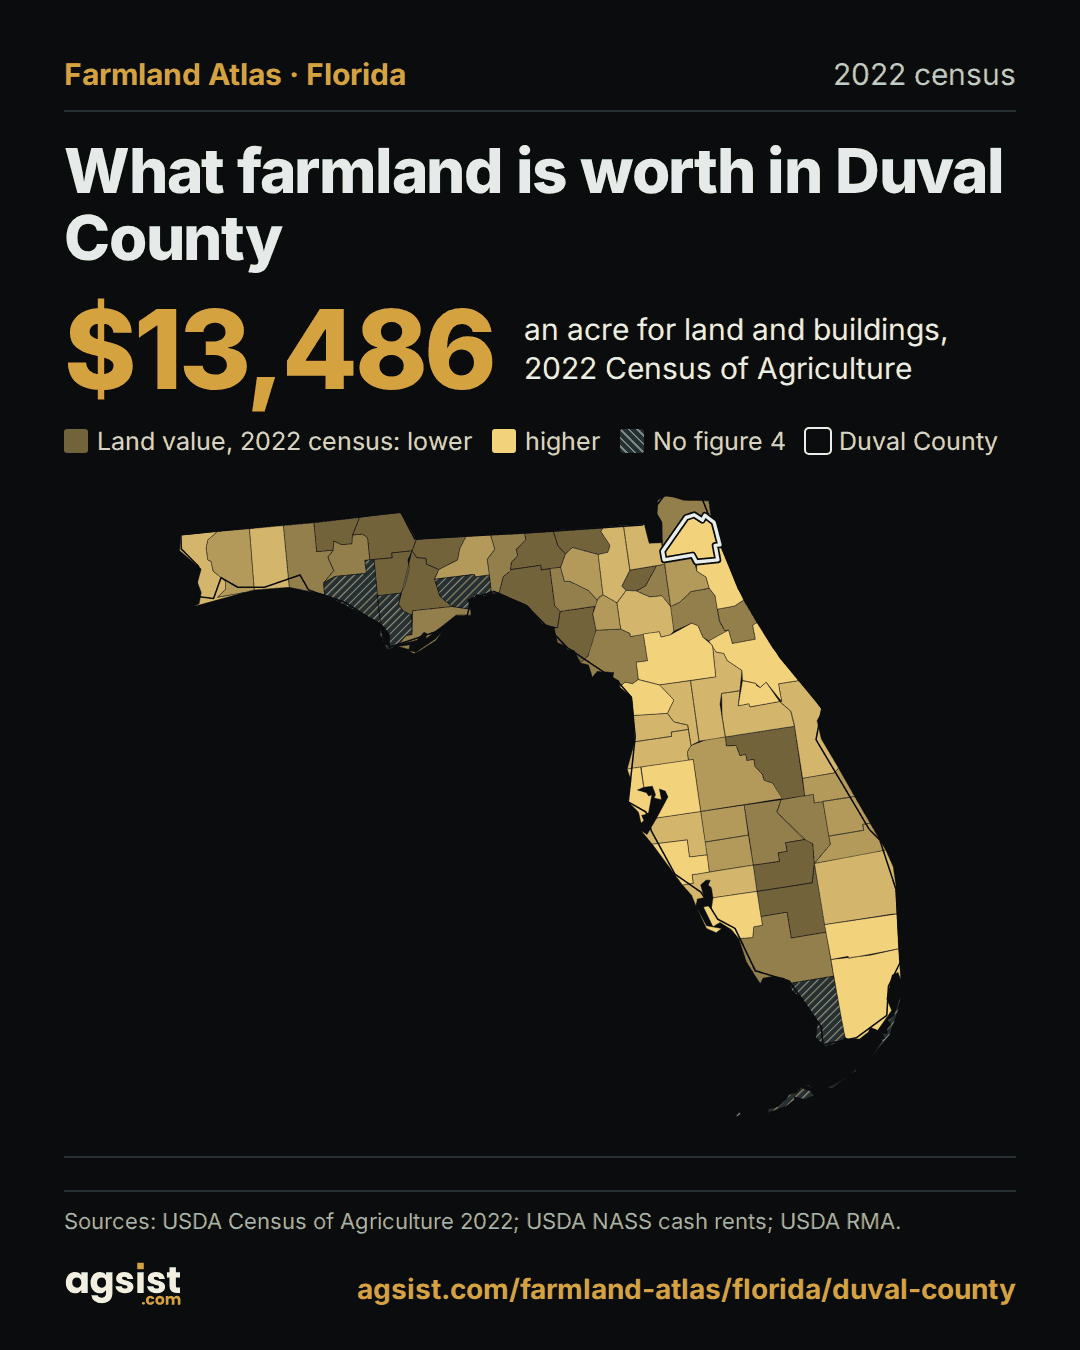 Farmland Atlas · Florida
2022 census
What farmland is worth in Duval
County
$13,486
an acre for land and buildings,
2022 Census of Agriculture
Land value, 2022 census: lower
higher
No figure 4
Duval County
Sources: USDA Census of Agriculture 2022; USDA NASS cash rents; USDA RMA.
agsist
.com
agsist.com/farmland-atlas/florida/duval-county